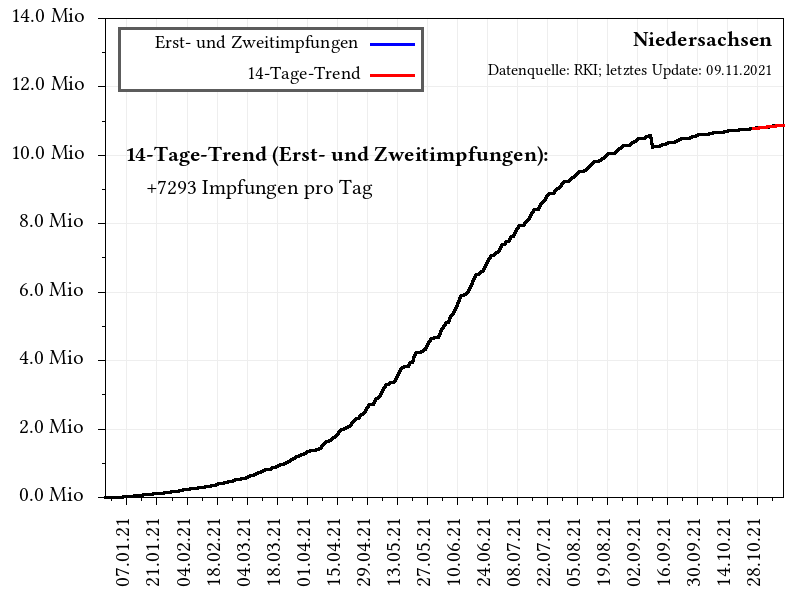 14.0 Mio
12.0 Mio
10.0 Mio
8.0 Mio
6.0 Mio
4.0 Mio
2.0 Mio
0.0 Mio
Erst- und Zweitimpfungen
14-Tage-Trend
Niedersachsen
Datenquelle: RKI; letztes Update: 09.11.2021
14-Tage-Trend (Erst- und Zweitimpfungen):
+7293 Impfungen pro Tag
07.01.21
21.01.21
04.02.21
18.02.21
04.03.21
18.03.21
01.04.21
15.04.21
29.04.21
13.05.21
27.05.21
10.06.21
24.06.21
08.07.21
22.07.21
05.08.21
19.08.21
02.09.21
16.09.21
30.09.21
14.10.21
28.10.21